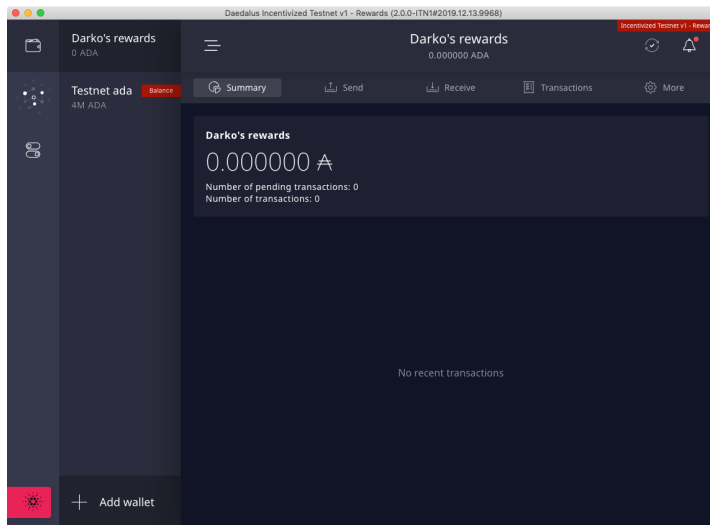 Daedalus Incentivized Testnet v1 - Rewards (2.0.0-ITN1#2019.12.13.9968)
Incentivized Testnet v1 - Rewar
Darko's rewards
0 ADA
Darko's rewards
0.000000 ADA
Testnet ada Balance
4M ADA
Summary Send Receive Transactions More
Darko's rewards
0.000000 ₳
Number of pending transactions: 0
Number of transactions: 0
No recent transactions
Add wallet